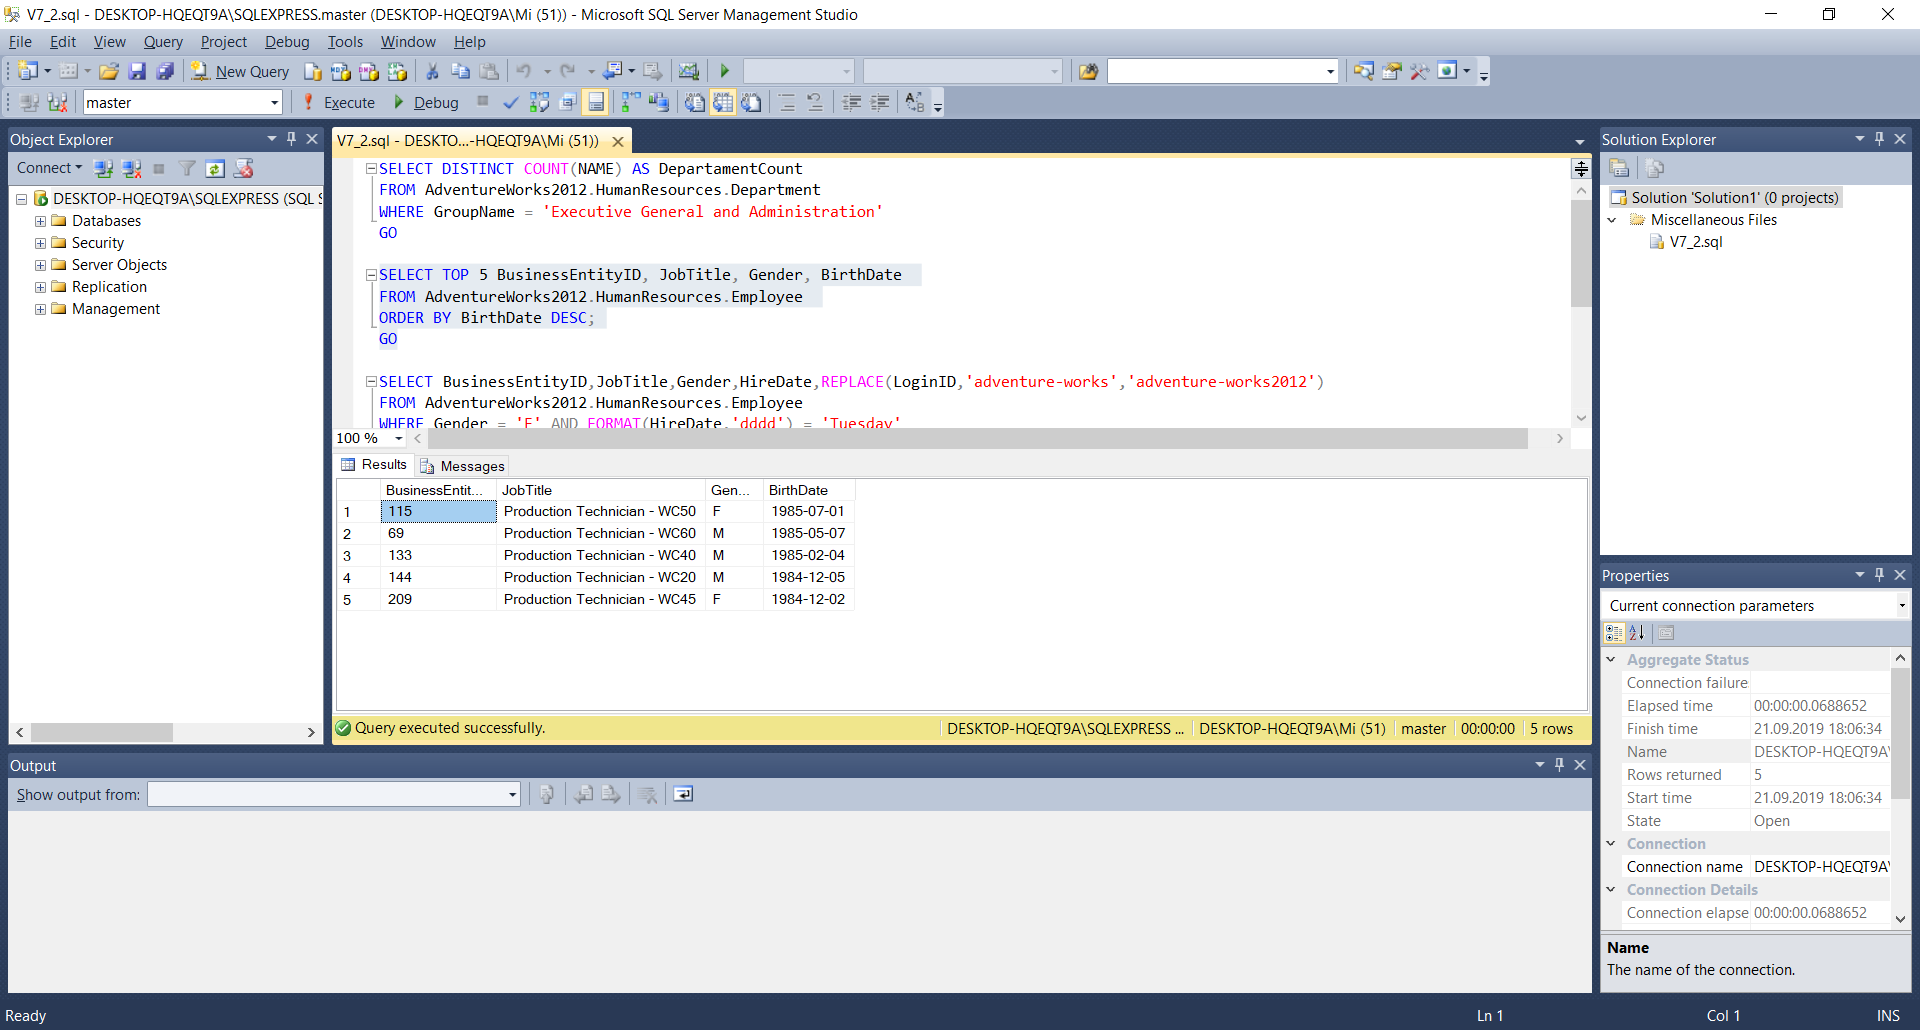 V7_2.sql - DESKTOP-HQEQT9A\SQLEXPRESS.master (DESKTOP-HQEQT9A\Mi (51)) - Microsoft SQL Server Management Studio
File Edit View Query Project Debug Tools Window Help
New Query
master Execute Debug
Object Explorer
Connect
DESKTOP-HQEQT9A\SQLEXPRESS (SQL S
Databases
Security
Server Objects
Replication
Management
V7_2.sql - DESKTO...-HQEQT9A\Mi (51))
SELECT DISTINCT COUNT(NAME) AS DepartamentCount
FROM AdventureWorks2012.HumanResources.Department
WHERE GroupName = 'Executive General and Administration'
GO
SELECT TOP 5 BusinessEntityID, JobTitle, Gender, BirthDate
FROM AdventureWorks2012.HumanResources.Employee
ORDER BY BirthDate DESC;
GO
SELECT BusinessEntityID,JobTitle,Gender,HireDate,REPLACE(LoginID,'adventure-works','adventure-works2012')
FROM AdventureWorks2012.HumanResources.Employee
WHERE Gender = 'F' AND FORMAT(HireDate,'dddd') = 'Tuesday'
100 %
Results Messages
BusinessEntit... JobTitle Gen... BirthDate
1 115 Production Technician - WC50 F 1985-07-01
2 69 Production Technician - WC60 M 1985-05-07
3 133 Production Technician - WC40 M 1985-02-04
4 144 Production Technician - WC20 M 1984-12-05
5 209 Production Technician - WC45 F 1984-12-02
Query executed successfully. DESKTOP-HQEQT9A\SQLEXPRESS ... DESKTOP-HQEQT9A\Mi (51) master 00:00:00 5 rows
Output
Show output from:
Solution Explorer
Solution 'Solution1' (0 projects)
Miscellaneous Files
V7_2.sql
Properties
Current connection parameters
Aggregate Status
Connection failure
Elapsed time 00:00:00.0688652
Finish time 21.09.2019 18:06:34
Name DESKTOP-HQEQT9A\
Rows returned 5
Start time 21.09.2019 18:06:34
State Open
Connection
Connection name DESKTOP-HQEQT9A\
Connection Details
Connection elapse 00:00:00.0688652
Name
The name of the connection.
Ready Ln 1 Col 1 INS